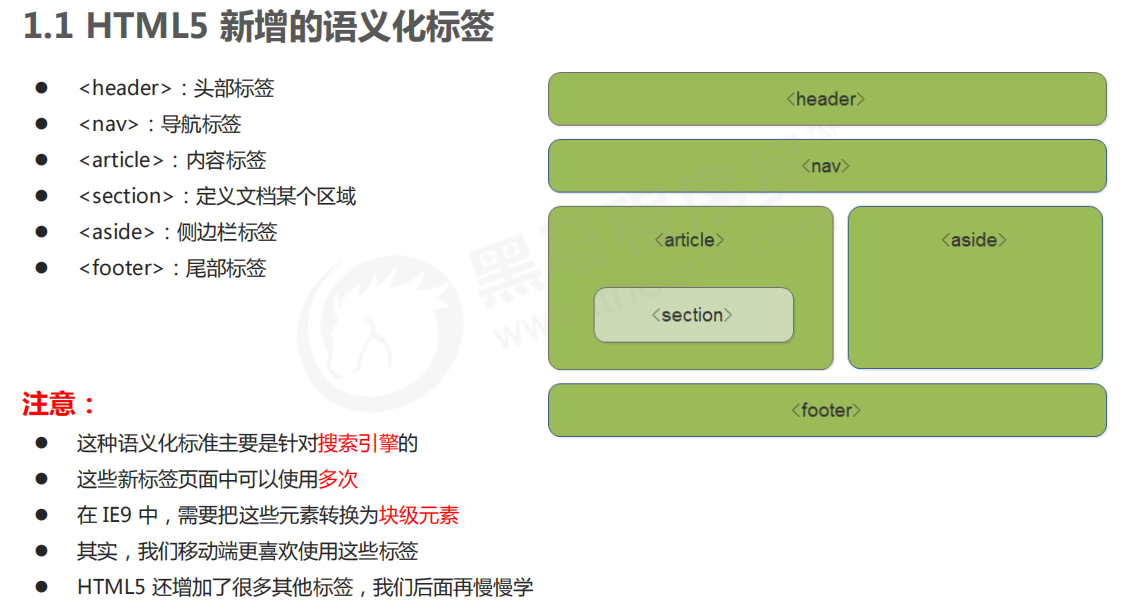 1.1 HTML5 新增的语义化标签
● <header>：头部标签
● <nav>：导航标签
● <article>：内容标签
● <section>：定义文档某个区域
● <aside>：侧边栏标签
● <footer>：尾部标签
<header>
<nav>
<article>
<aside>
<section>
<footer>
注意：
● 这种语义化标准主要是针对搜索引擎的
● 这些新标签页面中可以使用多次
● 在 IE9 中，需要把这些元素转换为块级元素
● 其实，我们移动端更喜欢使用这些标签
● HTML5 还增加了很多其他标签，我们后面再慢慢学